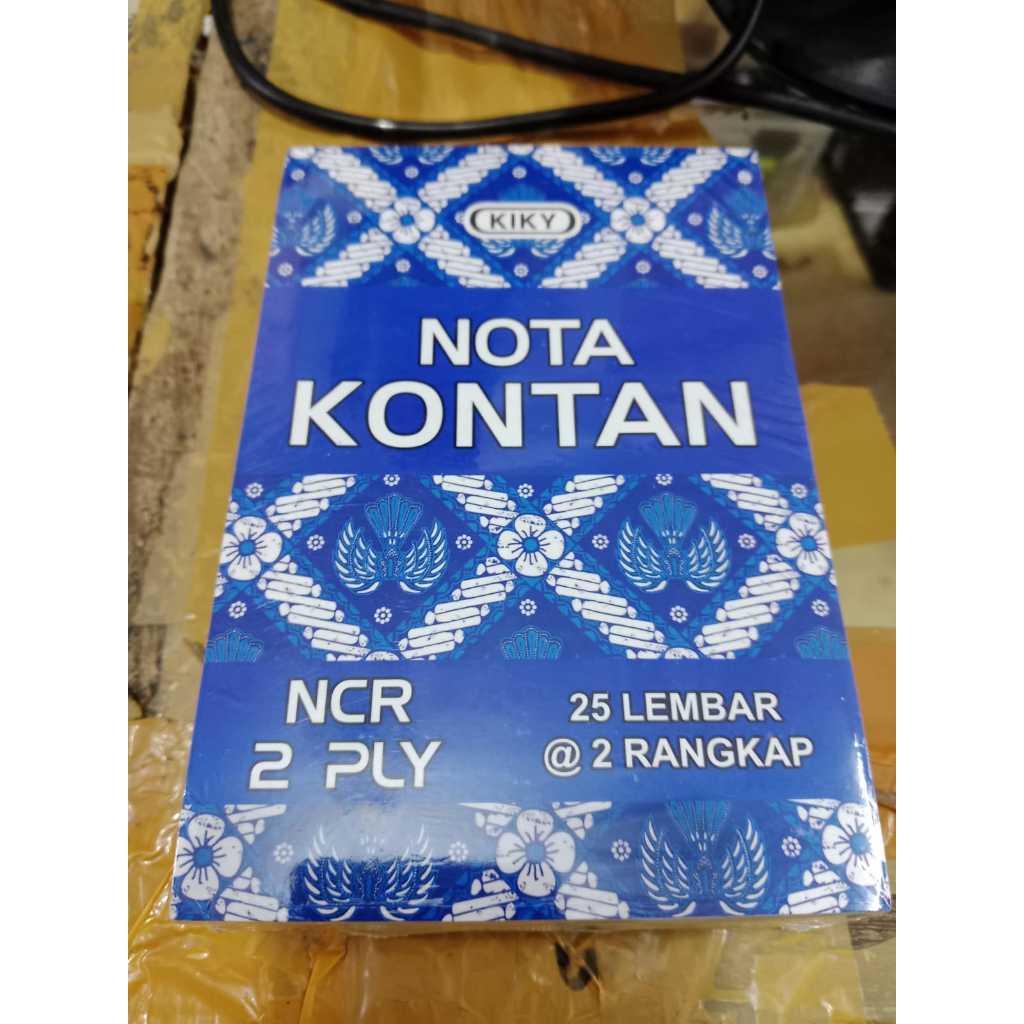 KIKY
NOTA
KONTAN
NCR
2 PLY
25 LEMBAR
@ 2 RANGKAP